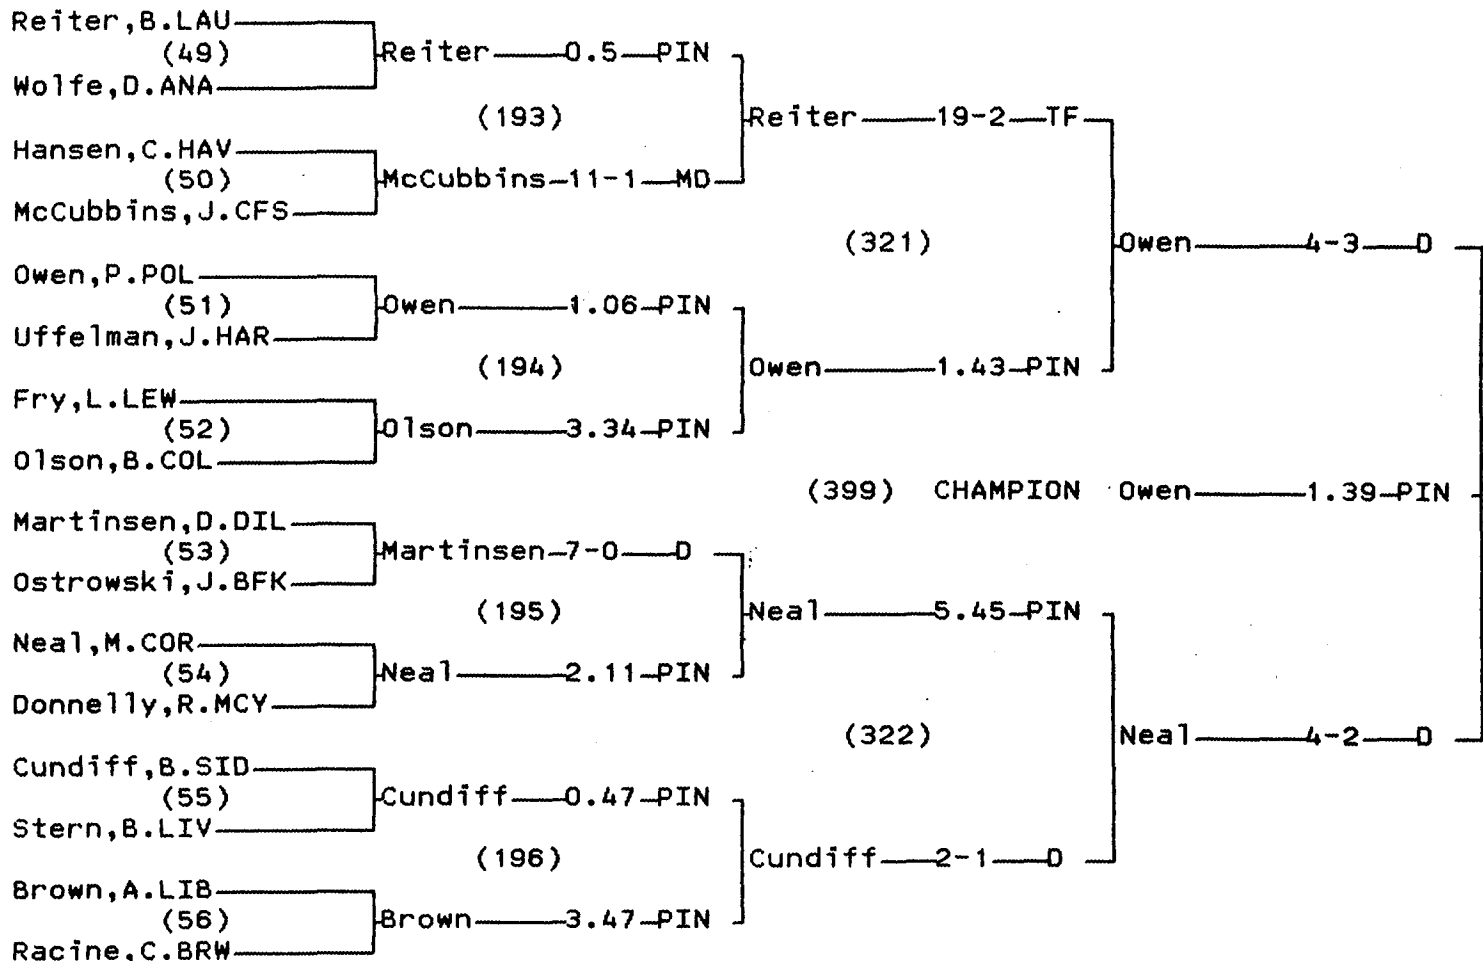 Reiter,B.LAU
(49) Reiter 0.5 PIN
Wolfe,D.ANA
(193) Reiter 19-2 TF
Hansen,C.HAV
(50) McCubbins 11-1 MD
McCubbins,J.CFS
(321) Owen 4-3 D
Owen,P.POL
(51) Owen 1.06 PIN
Uffelman,J.HAR
(194) Owen 1.43 PIN
Fry,L.LEW
(52) Olson 3.34 PIN
Olson,B.COL
(399) CHAMPION Owen 1.39 PIN
Martinsen,D.DIL
(53) Martinsen 7-0 D
Ostrowski,J.BFK
(195) Neal 5.45 PIN
Neal,M.COR
(54) Neal 2.11 PIN
Donnelly,R.MCY
(322) Neal 4-2 D
Cundiff,B.SID
(55) Cundiff 0.47 PIN
Stern,B.LIV
(196) Cundiff 2-1 D
Brown,A.LIB
(56) Brown 3.47 PIN
Racine,C.BRW